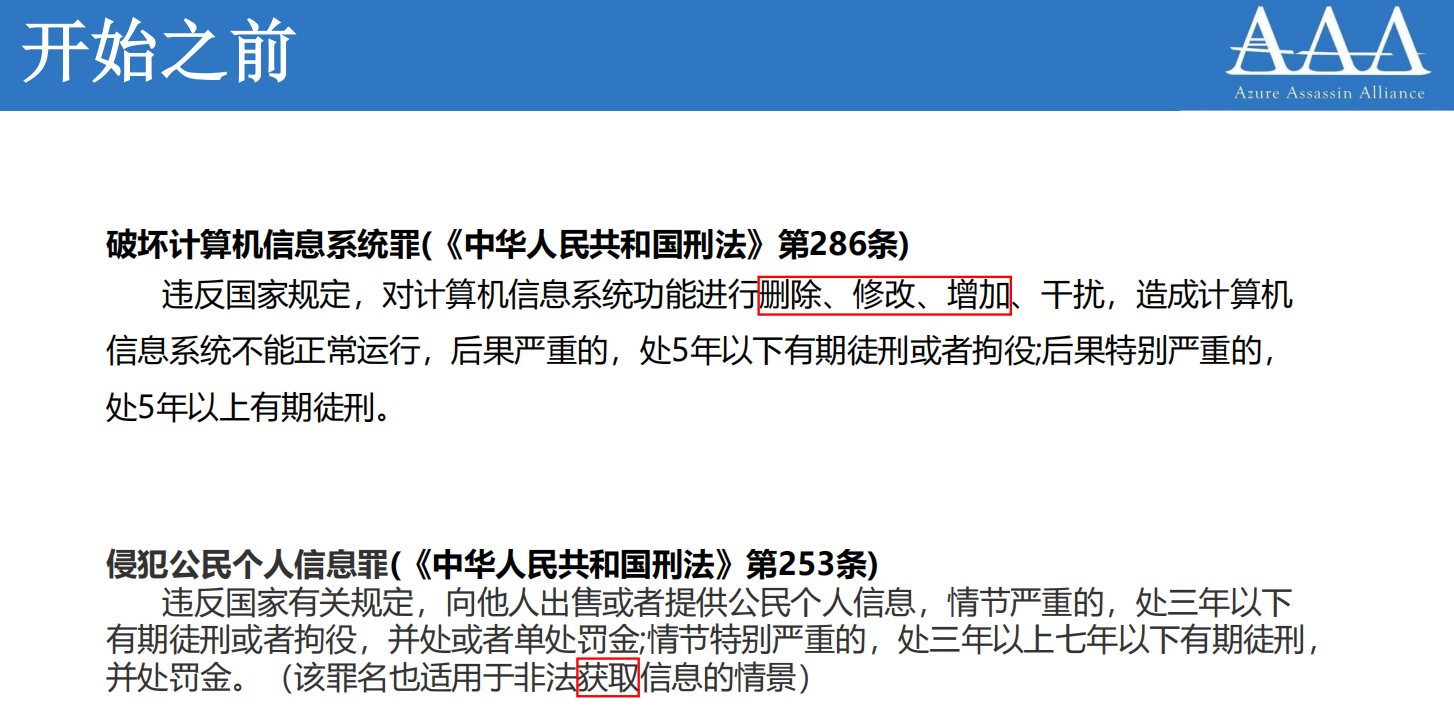 开始之前
AAA
Azure Assassin Alliance
破坏计算机信息系统罪(《中华人民共和国刑法》第286条)
违反国家规定，对计算机信息系统功能进行删除、修改、增加、干扰，造成计算机
信息系统不能正常运行，后果严重的，处5年以下有期徒刑或者拘役;后果特别严重的，
处5年以上有期徒刑。
侵犯公民个人信息罪(《中华人民共和国刑法》第253条)
违反国家有关规定，向他人出售或者提供公民个人信息，情节严重的，处三年以下
有期徒刑或者拘役，并处或者单处罚金;情节特别严重的，处三年以上七年以下有期徒刑，
并处罚金。（该罪名也适用于非法获取信息的情景）